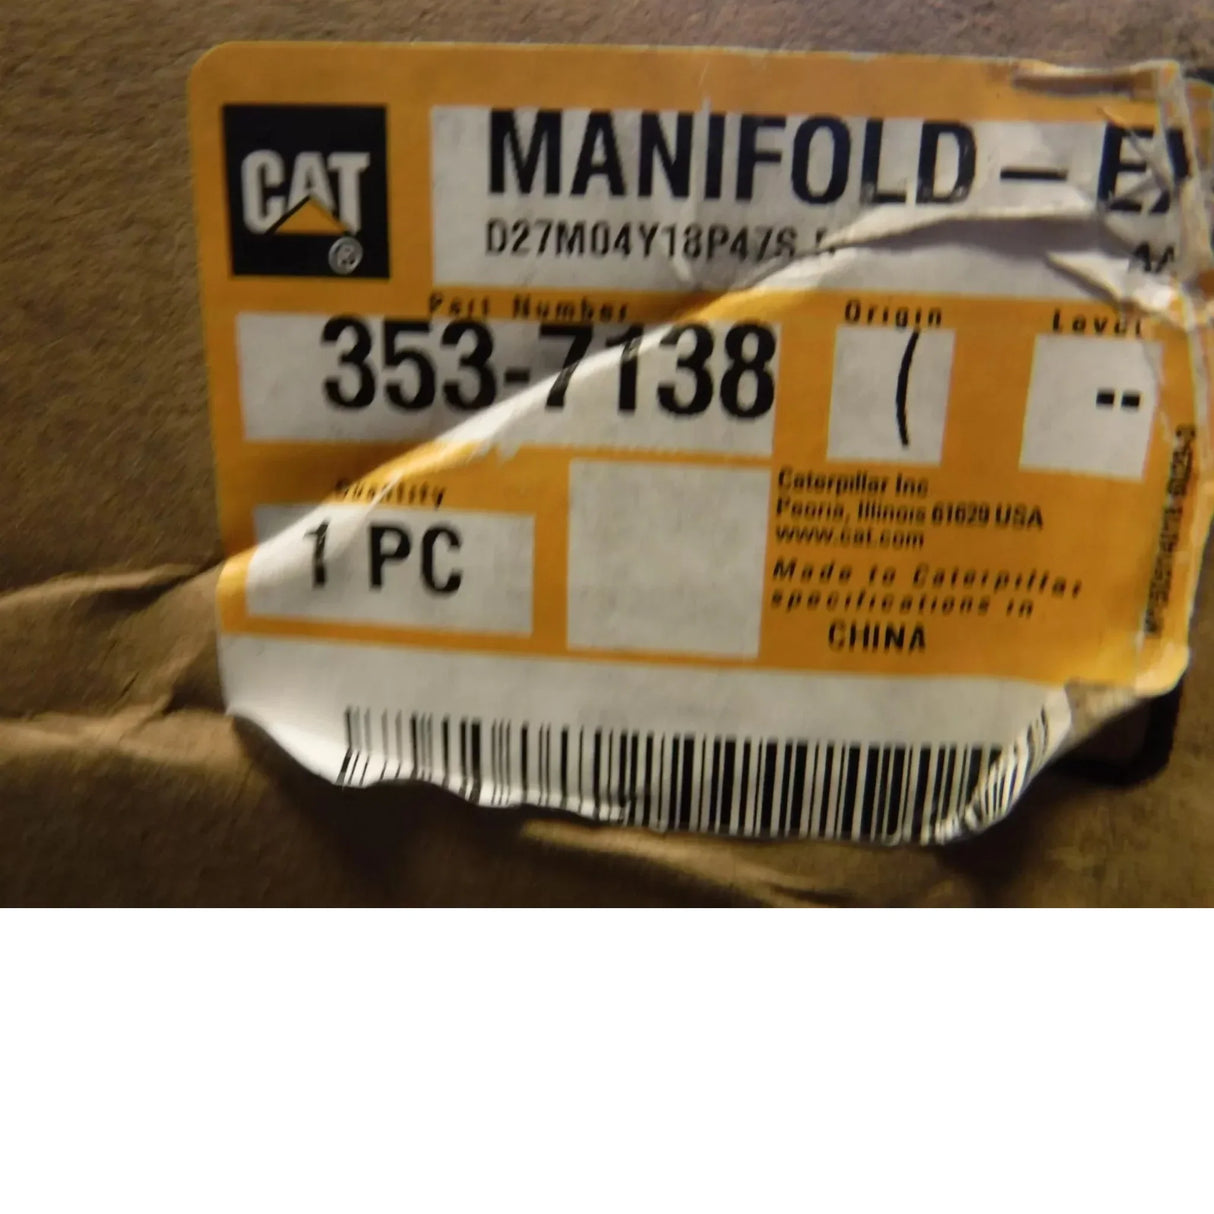 CAT
®
MANIFOLD – EX
D27M04Y18P47S
Part Number
Origin
Level
353-7138
(
--
Quantity
1 PC
Caterpillar Inc
Peoria, Illinois 61629 USA
www.cat.com
Made to Caterpillar
specifications in
CHINA